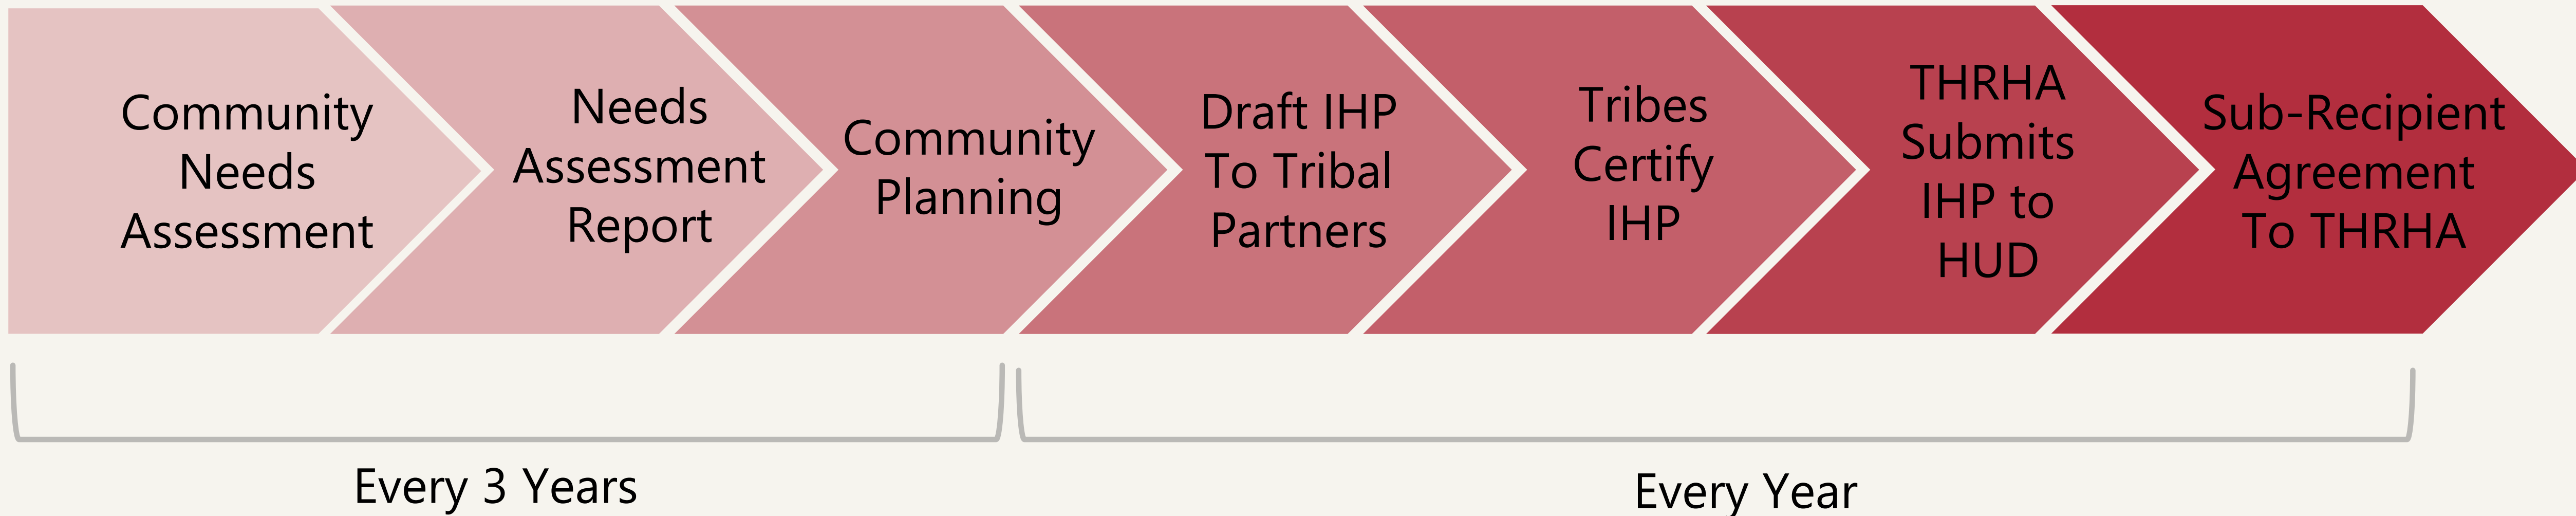 Community
Needs
Assessment
Needs
Assessment
Report
Community
Planning
Draft IHP
To Tribal
Partners
Tribes
Certify
IHP
THRHA
Submits
IHP to
HUD
Sub-Recipient
Agreement
To THRHA
Every 3 Years
Every Year